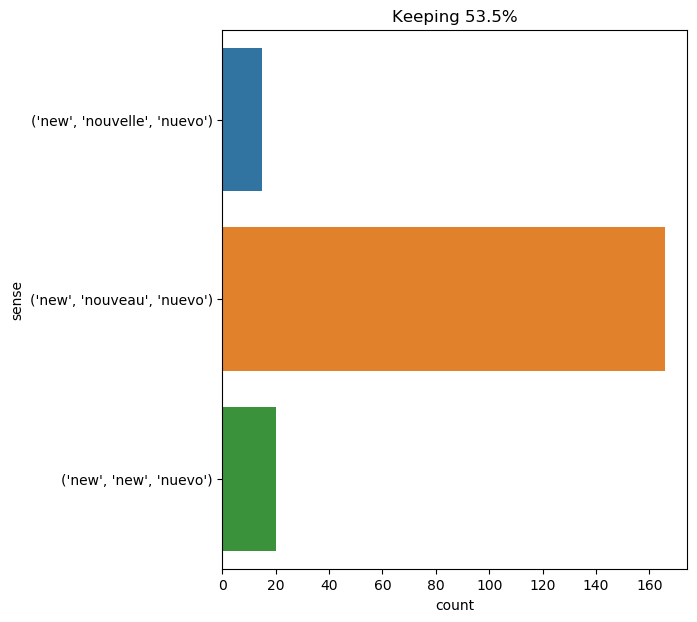 Keeping 53.5%
('new', 'nouvelle', 'nuevo')
('new', 'nouveau', 'nuevo')
('new', 'new', 'nuevo')
sense
0 20 40 60 80 100 120 140 160
count